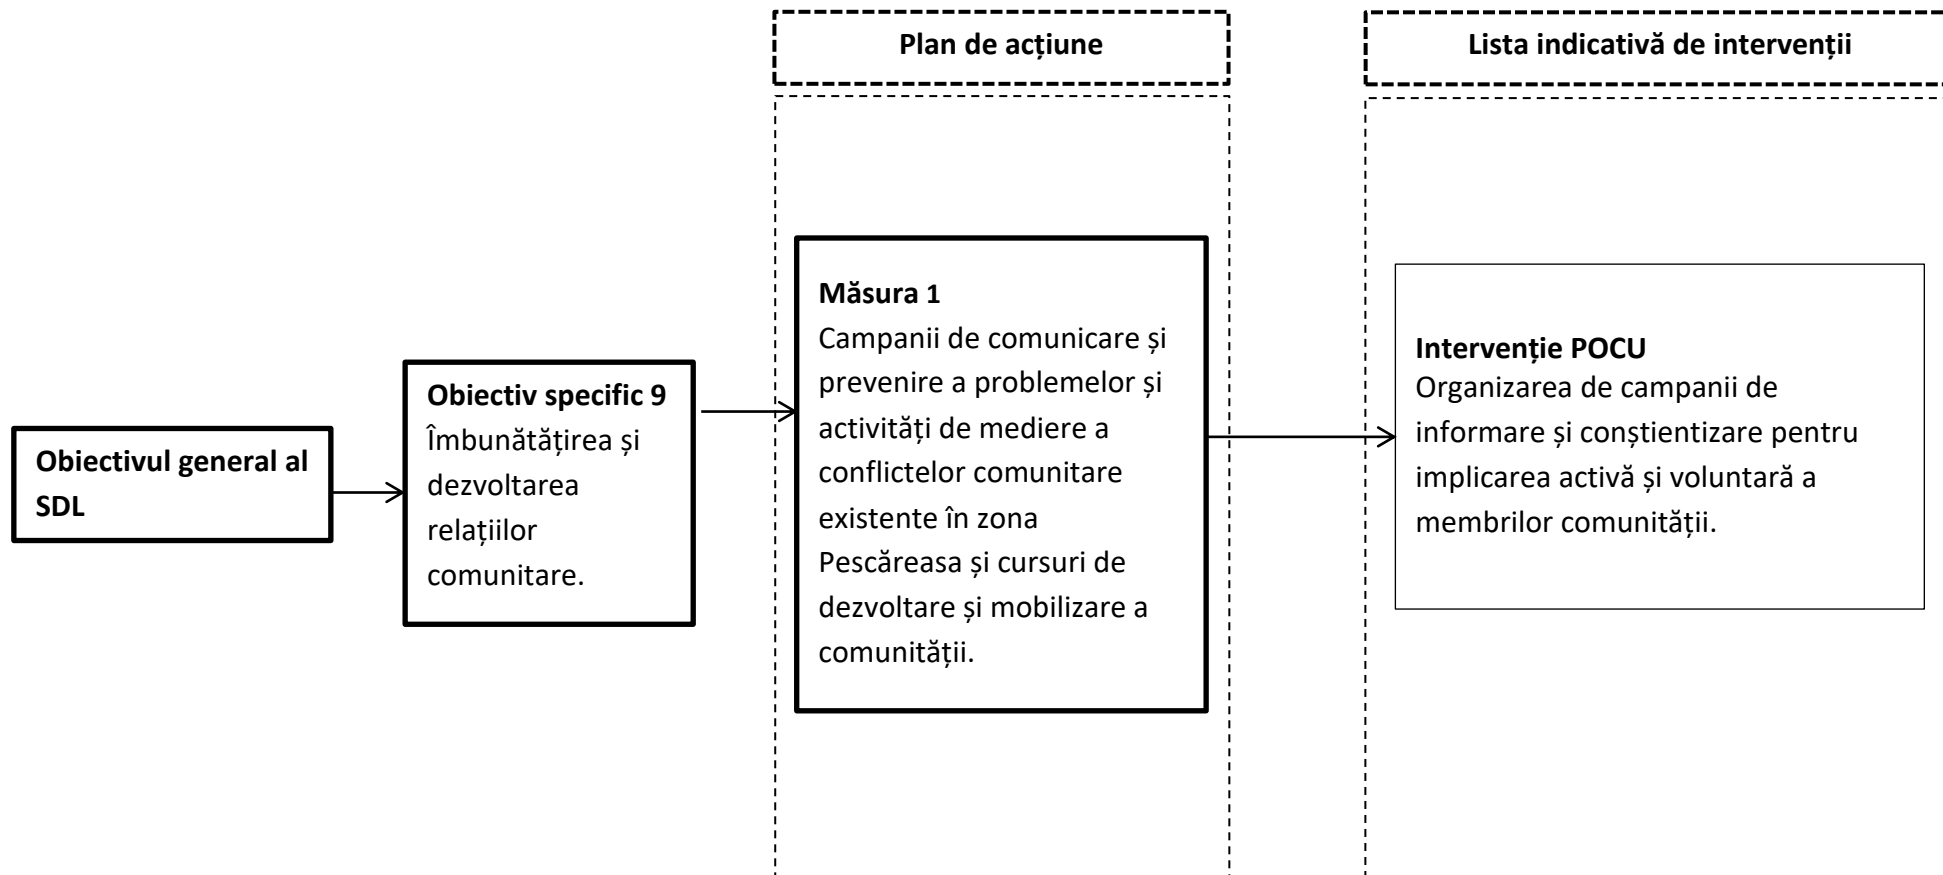 Plan de acțiune
Lista indicativă de intervenții
Obiectivul general al
SDL
Obiectiv specific 9
Îmbunătățirea și
dezvoltarea
relațiilor
comunitare.
Măsura 1
Campanii de comunicare și
prevenire a problemelor și
activități de mediere a
conflictelor comunitare
existente în zona
Pescăreasa și cursuri de
dezvoltare și mobilizare a
comunității.
Intervenție POCU
Organizarea de campanii de
informare și conștientizare pentru
implicarea activă și voluntară a
membrilor comunității.